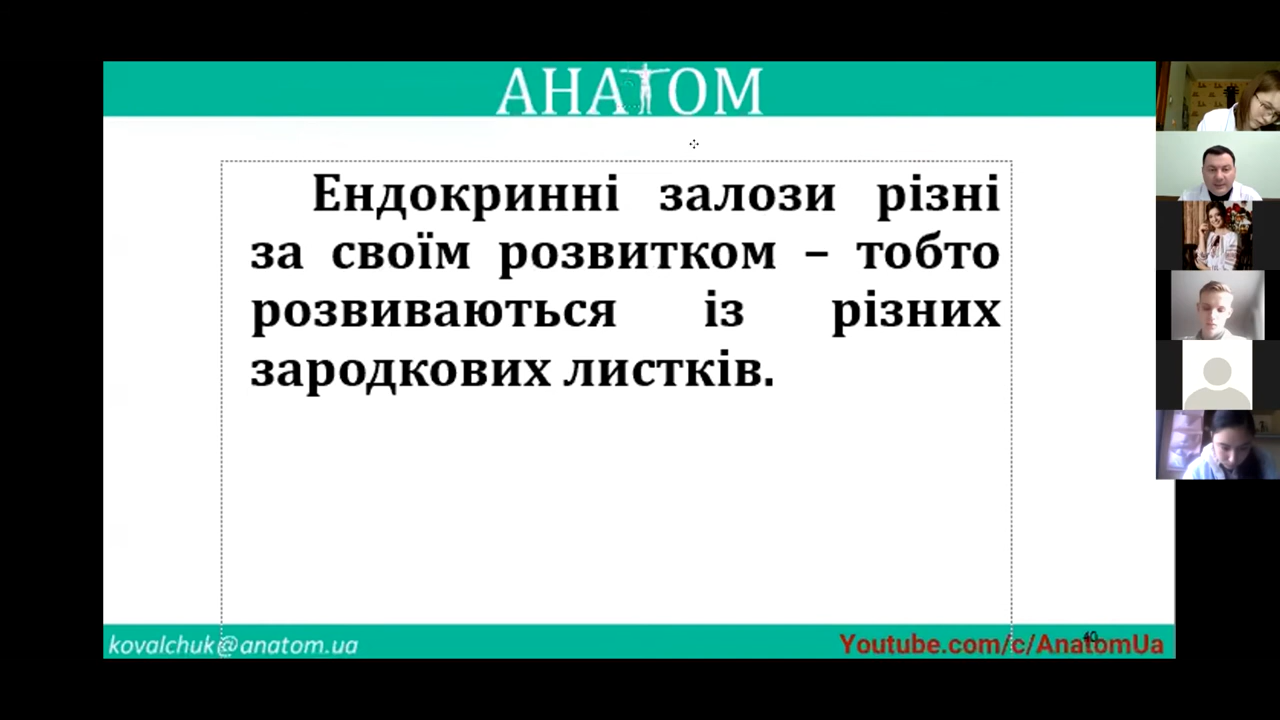 АНАТОМ
Ендокринні залози різні
за своїм розвитком – тобто
розвиваються із різних
зародкових листків.
kovalchuk@anatom.ua
Youtube.com/c/AnatomUa
40